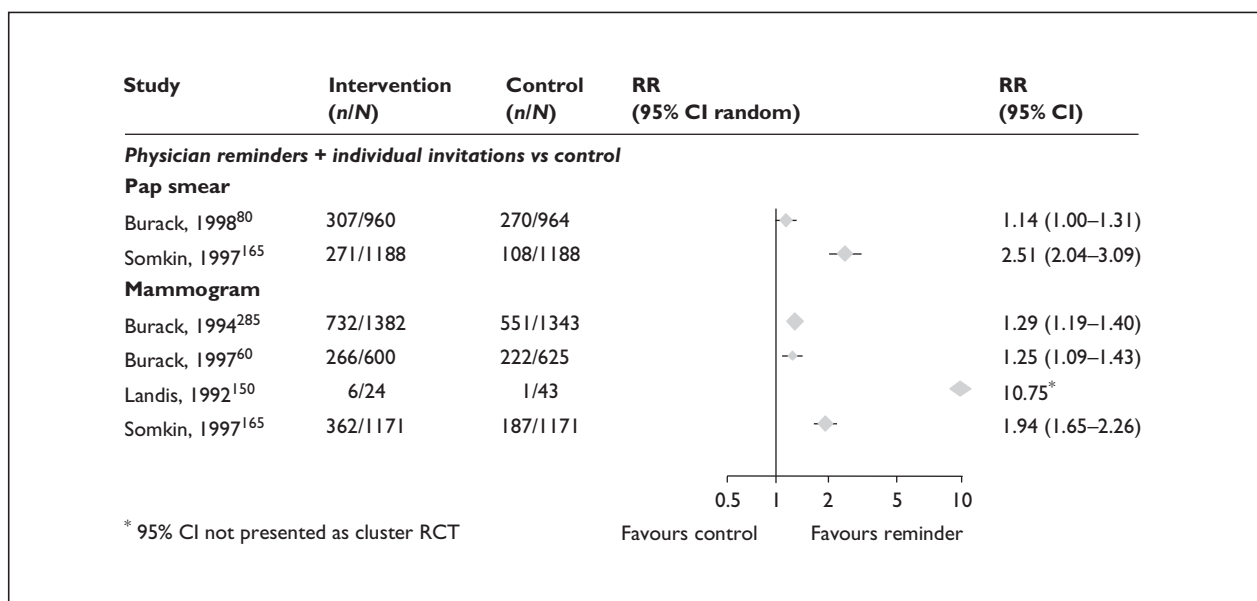 Study Intervention Control RR RR
(n/N) (n/N) (95% CI random) (95% CI)
Physician reminders + individual invitations vs control
Pap smear
Burack, 1998⁸⁰ 307/960 270/964 1.14 (1.00–1.31)
Somkin, 1997¹⁶⁵ 271/1188 108/1188 2.51 (2.04–3.09)
Mammogram
Burack, 1994²⁸⁵ 732/1382 551/1343 1.29 (1.19–1.40)
Burack, 1997⁶⁰ 266/600 222/625 1.25 (1.09–1.43)
Landis, 1992¹⁵⁰ 6/24 1/43 10.75*
Somkin, 1997¹⁶⁵ 362/1171 187/1171 1.94 (1.65–2.26)
0.5 1 2 5 10
* 95% CI not presented as cluster RCT Favours control Favours reminder